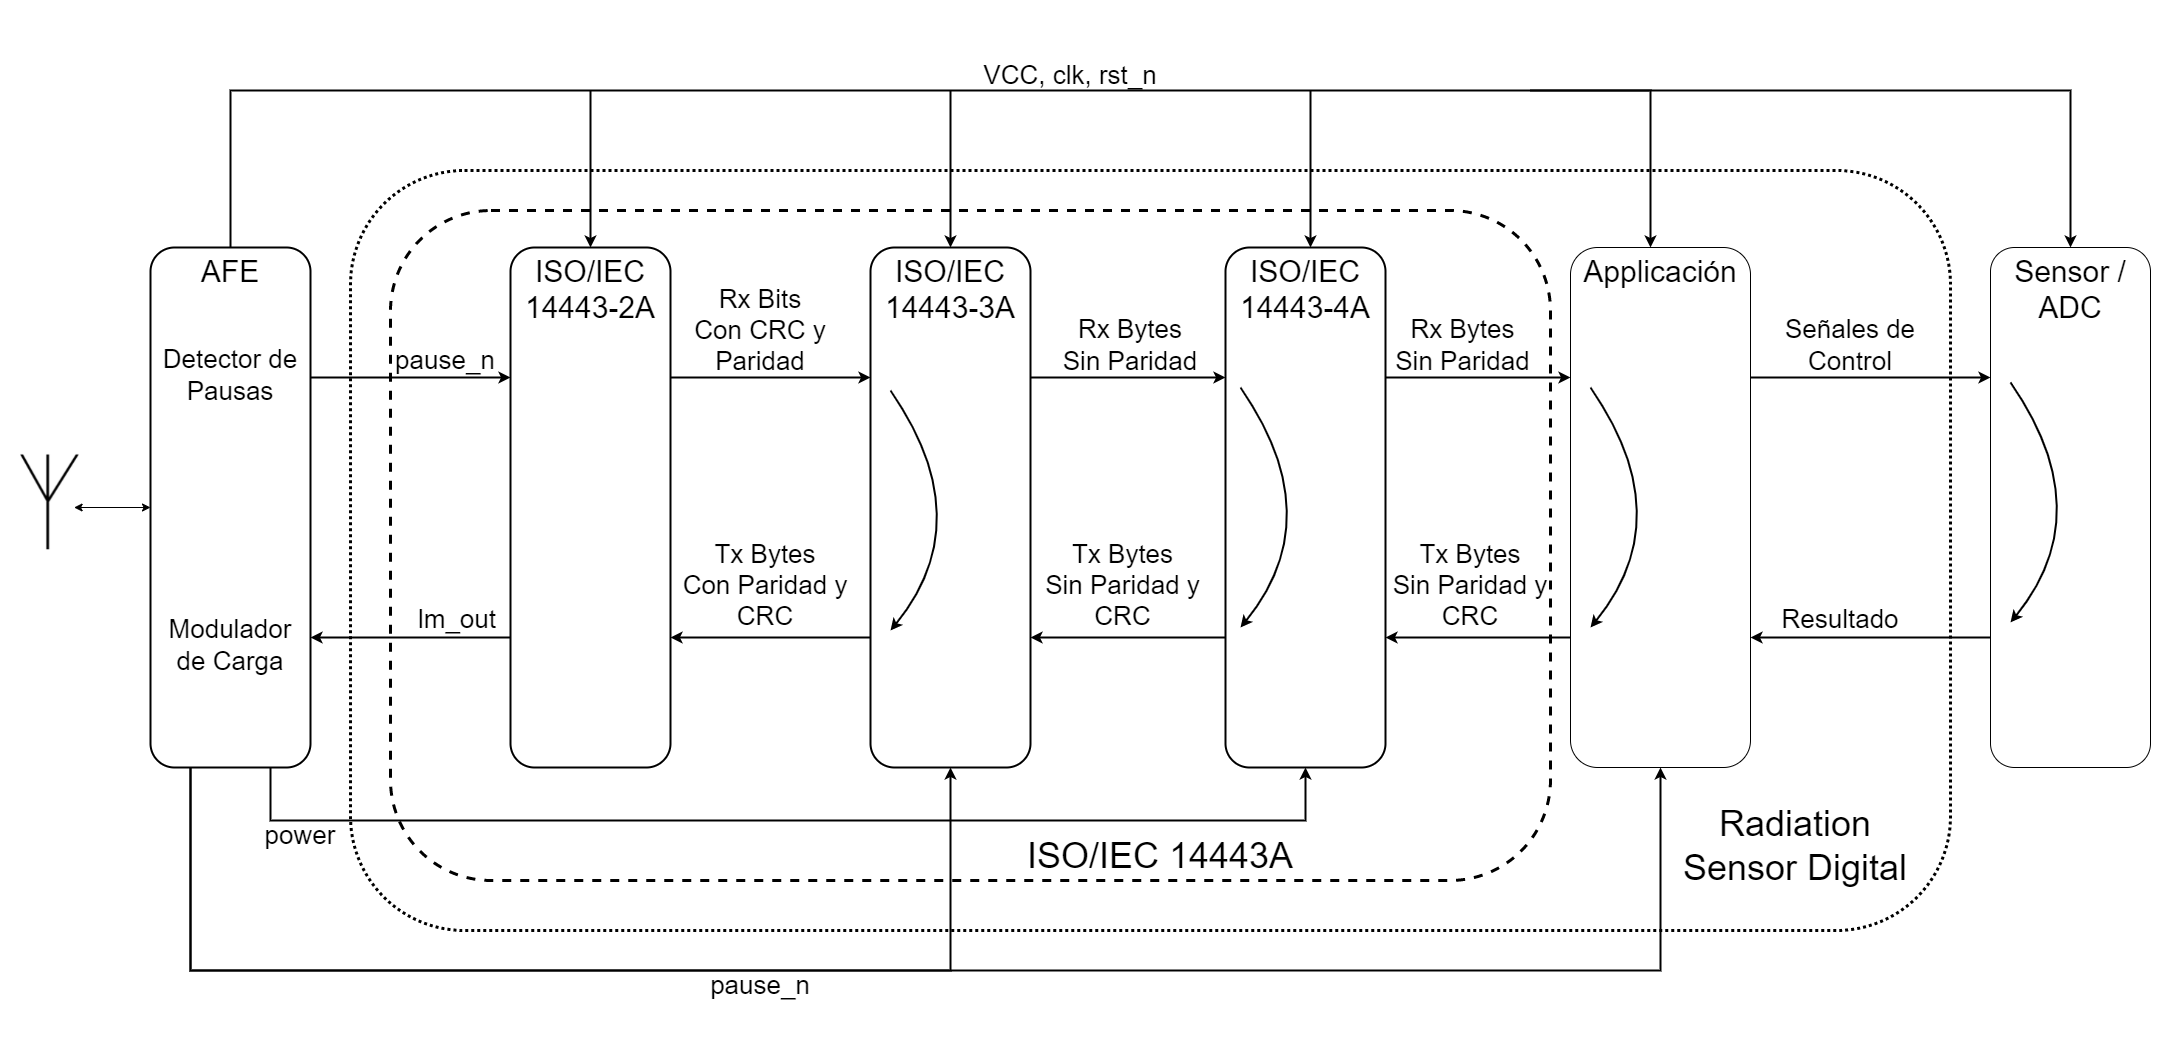 VCC, clk, rst_n
AFE
Detector de
Pausas
Modulador
de Carga
pause_n
lm_out
ISO/IEC
14443-2A
Rx Bits
Con CRC y
Paridad
Tx Bytes
Con Paridad y
CRC
ISO/IEC
14443-3A
Rx Bytes
Sin Paridad
Tx Bytes
Sin Paridad y
CRC
ISO/IEC
14443-4A
Rx Bytes
Sin Paridad
Tx Bytes
Sin Paridad y
CRC
Applicación
Señales de
Control
Resultado
Sensor /
ADC
power
ISO/IEC 14443A
Radiation
Sensor Digital
pause_n